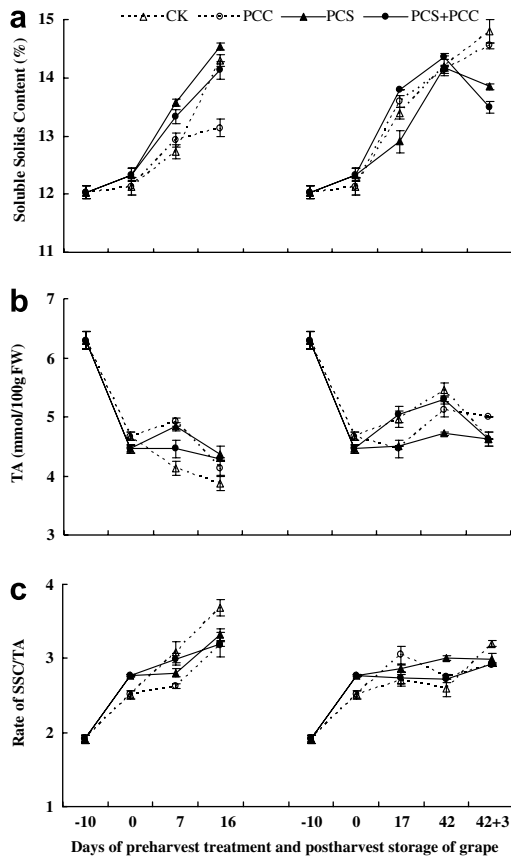 a
CK PCC PCS PCS+PCC
Soluble Solids Content (%)
15
14
13
12
11
b
TA (mmol/100gFW)
7
6
5
4
3
c
Rate of SSC/TA
4
3
2
1
-10 0 7 16 -10 0 17 42 42+3
Days of preharvest treatment and postharvest storage of grape